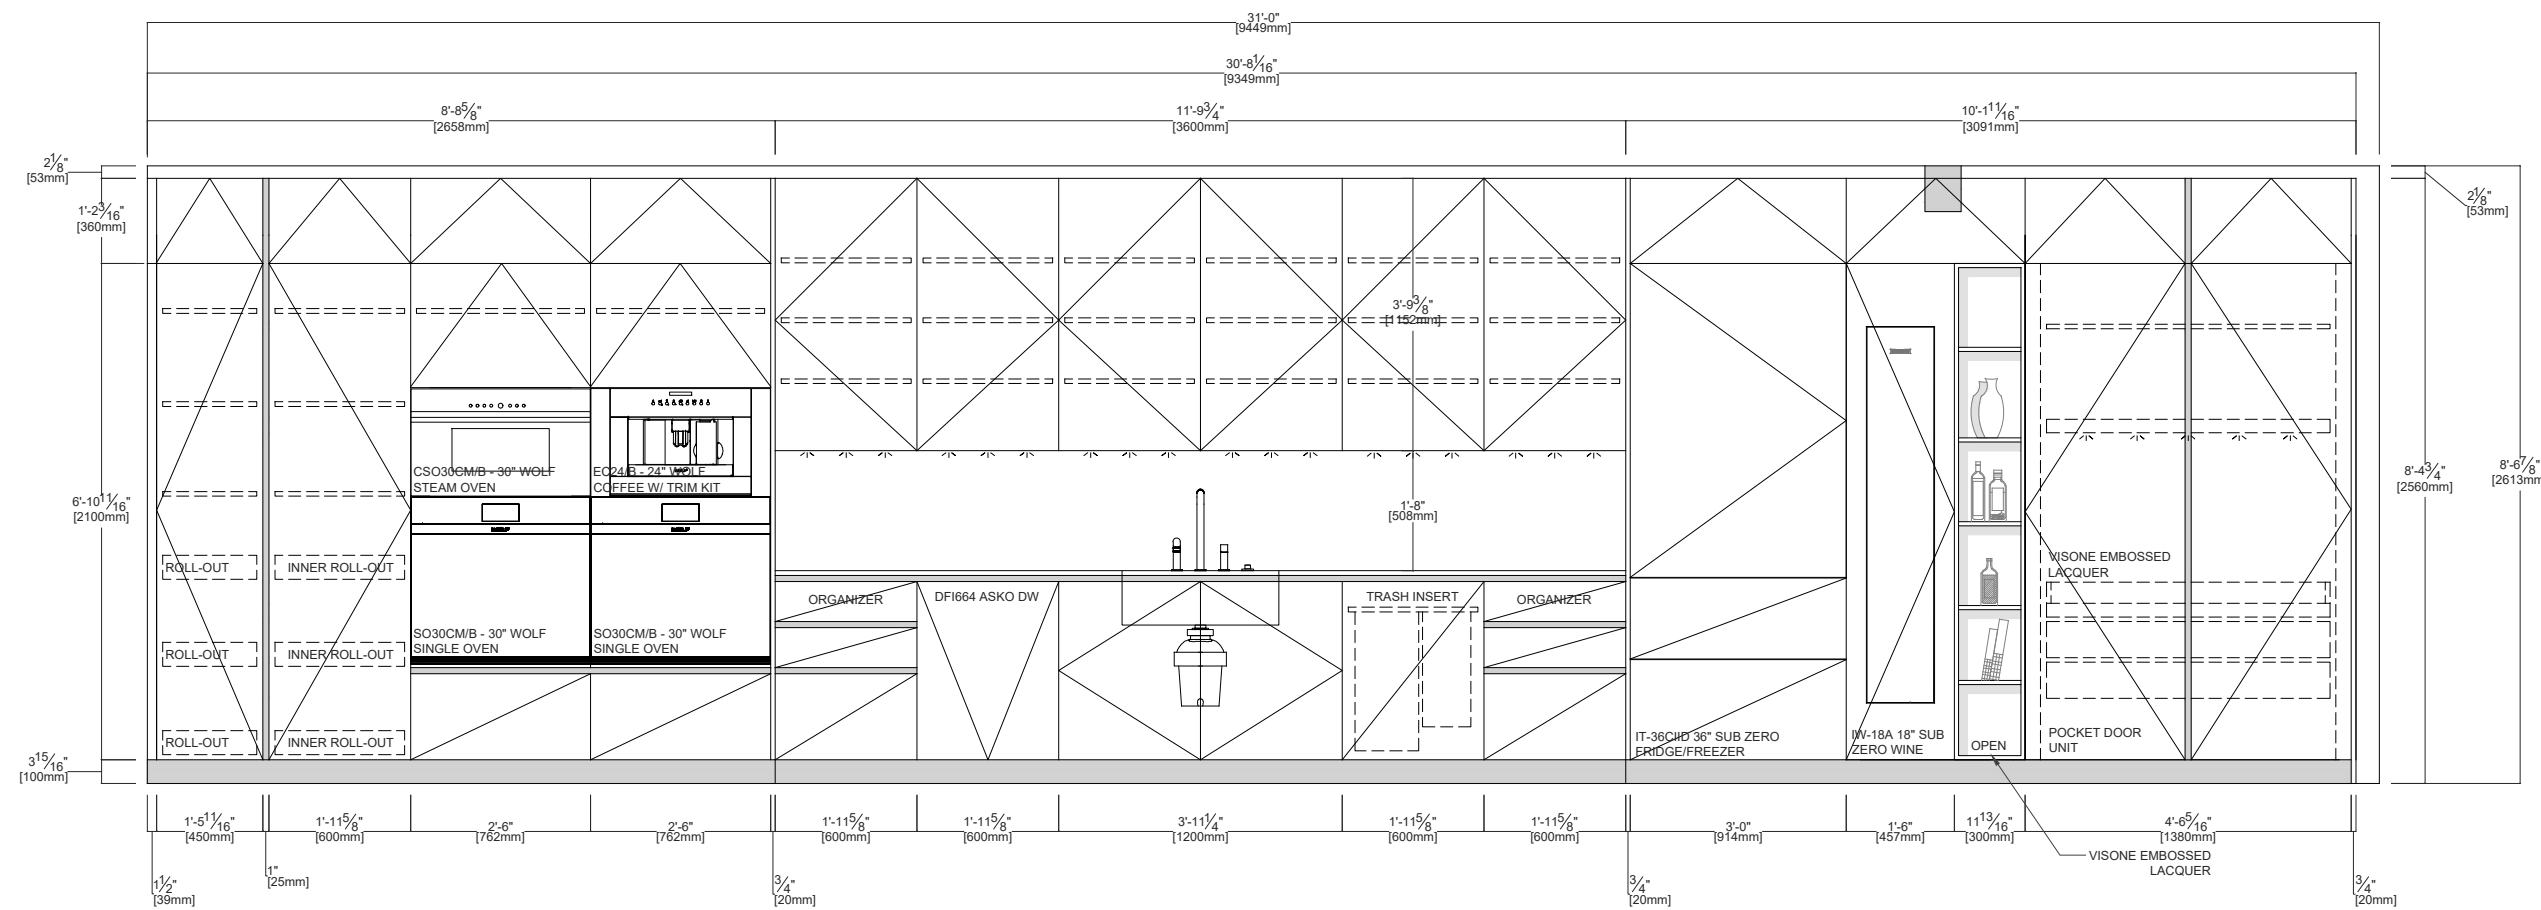 31'-0"
[9449mm]
30'-8 1/16"
[9349mm]
8'-8 5/8"
[2658mm]
11'-9 3/4"
[3600mm]
10'-1 11/16"
[3091mm]
2 1/8"
[53mm]
1'-2 3/16"
[360mm]
2 1/8"
[53mm]
3'-9 3/8"
[1152mm]
CSO30CM/B - 30" WOLF
STEAM OVEN
EC24/B - 24" WOLF
COFFEE W/ TRIM KIT
6'-10 11/16"
[2100mm]
1'-8"
[508mm]
8'-4 3/4"
[2560mm]
8'-6 7/8"
[2613mm
ROLL-OUT
INNER ROLL-OUT
VISONE EMBOSSED
LACQUER
ORGANIZER
DFI664 ASKO DW
TRASH INSERT
ORGANIZER
SO30CM/B - 30" WOLF
SINGLE OVEN
SO30CM/B - 30" WOLF
SINGLE OVEN
ROLL-OUT
INNER ROLL-OUT
ROLL-OUT
INNER ROLL-OUT
IT-36CIID 36" SUB ZERO
FRIDGE/FREEZER
IW-18A 18" SUB
ZERO WINE
OPEN
POCKET DOOR
UNIT
3 15/16"
[100mm]
1'-5 11/16"
[450mm]
1'-11 5/8"
[600mm]
2'-6"
[762mm]
2'-6"
[762mm]
1'-11 5/8"
[600mm]
1'-11 5/8"
[600mm]
3'-11 1/4"
[1200mm]
1'-11 5/8"
[600mm]
1'-11 5/8"
[600mm]
3'-0"
[914mm]
1'-6"
[457mm]
11 13/16"
[300mm]
4'-6 5/16"
[1380mm]
VISONE EMBOSSED
LACQUER
1 1/2"
[39mm]
1"
[25mm]
3/4"
[20mm]
3/4"
[20mm]
3/4"
[20mm]